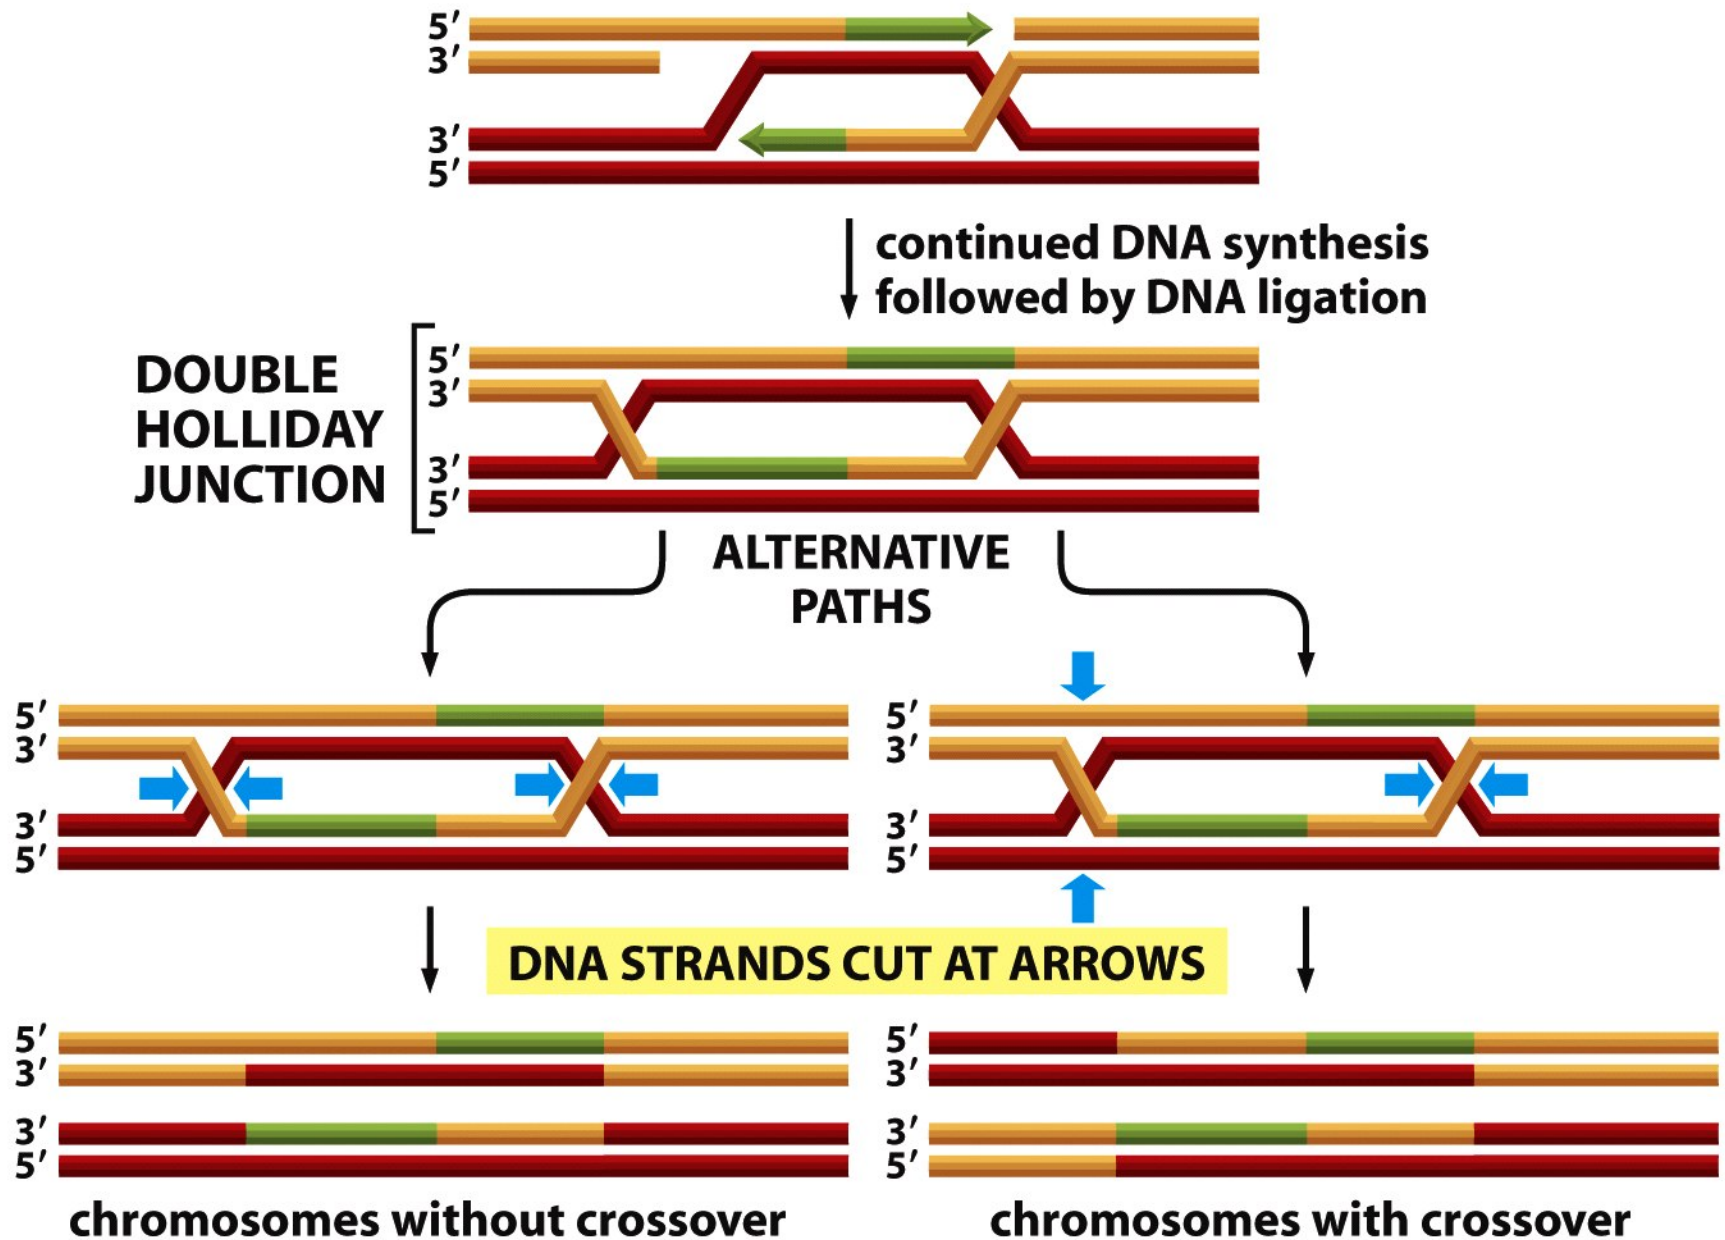 5′
3′
3′
5′
continued DNA synthesis
followed by DNA ligation
DOUBLE
HOLLIDAY
JUNCTION
5′
3′
3′
5′
ALTERNATIVE
PATHS
5′
3′
3′
5′
5′
3′
3′
5′
DNA STRANDS CUT AT ARROWS
5′
3′
3′
5′
chromosomes without crossover
5′
3′
3′
5′
chromosomes with crossover